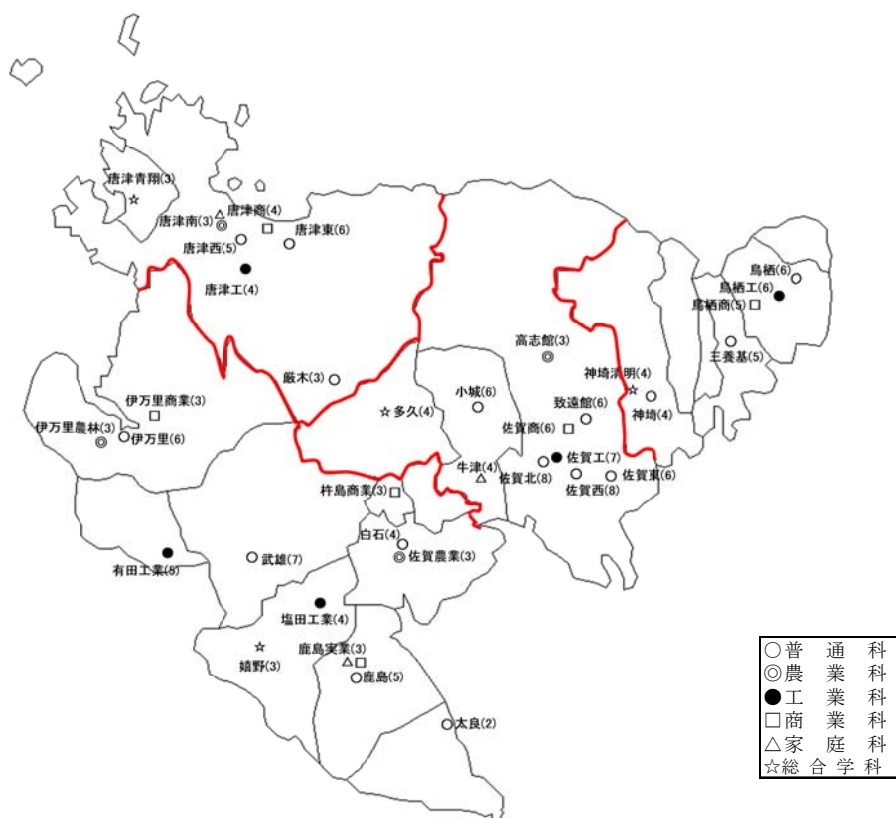 唐津青翔(3)
唐津商(4)
唐津南(3)
唐津東(6)
唐津西(5)
唐津工(4)
鳥栖(6)
鳥栖工(6)
鳥栖商(5)
三養基(5)
高志館(3)
厳木(3)
神埼清明(4)
神埼(4)
小城(6)
多久(4)
致遠館(6)
佐賀商(6)
伊万里商業(3)
伊万里農林(3)
伊万里(6)
佐賀工(7)
牛津(4)
佐賀北(8)
佐賀東(6)
佐賀西(8)
杵島商業(3)
白石(4)
佐賀農業(3)
武雄(7)
有田工業(5)
塩田工業(4)
鹿島実業(3)
嬉野(3)
鹿島(5)
太良(2)
○普通科
◎農業科
●工業科
□商業科
△家庭科
☆総合学科